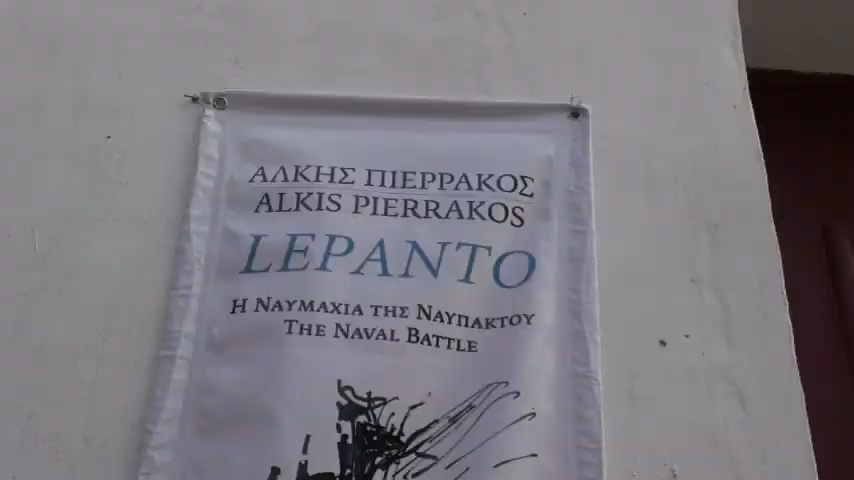 ΑΛΚΗΣ ΠΙΕΡΡΑΚΟΣ
ALKIS PIERRAKOS
LEPANTO
Η ΝΑΥΜΑΧΙΑ ΤΗΣ ΝΑΥΠΑΚΤΟΥ
THE NAVAL BATTLE